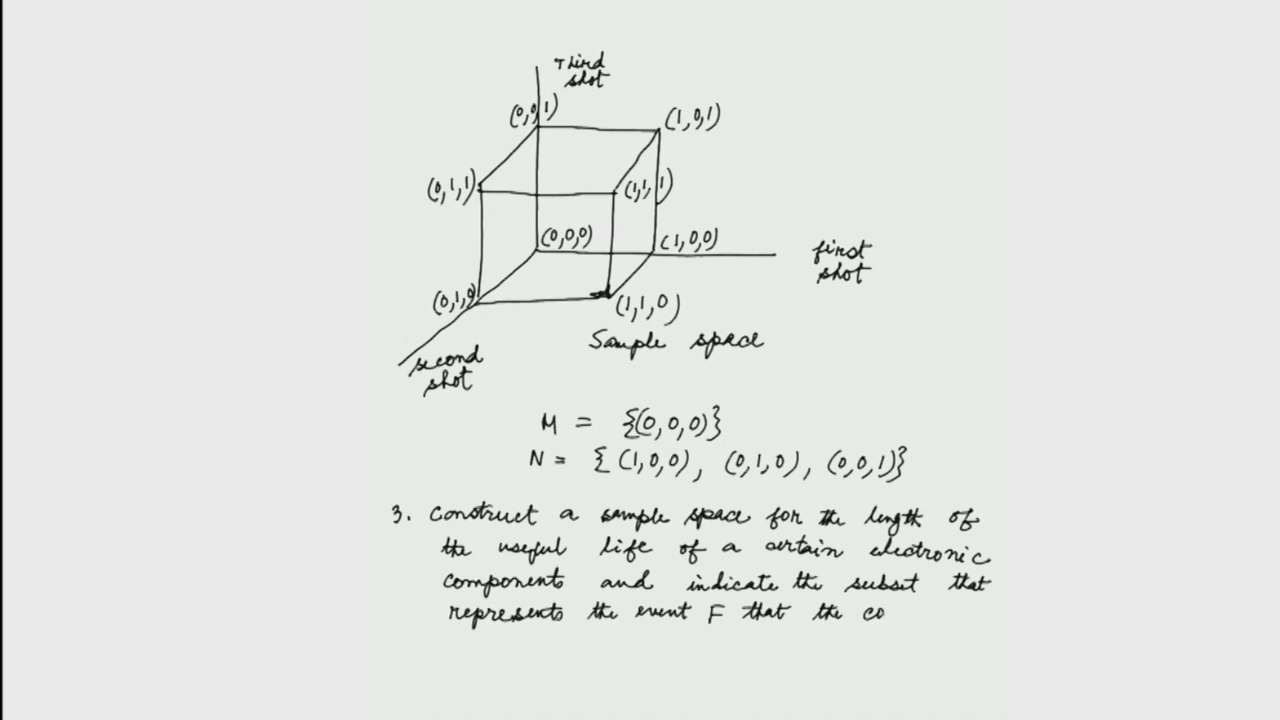 Third
shot
(0,0,1)
(1,0,1)
(0,1,1)
(1,1,1)
(0,0,0)
(1,0,0)
first
shot
(0,1,0)
(1,1,0)
Sample space
second
shot
M = {(0,0,0)}
N = {(1,0,0), (0,1,0), (0,0,1)}
3. Construct a sample space for the length of
the useful life of a certain electronic
components and indicate the subset that
represents the event F that the co